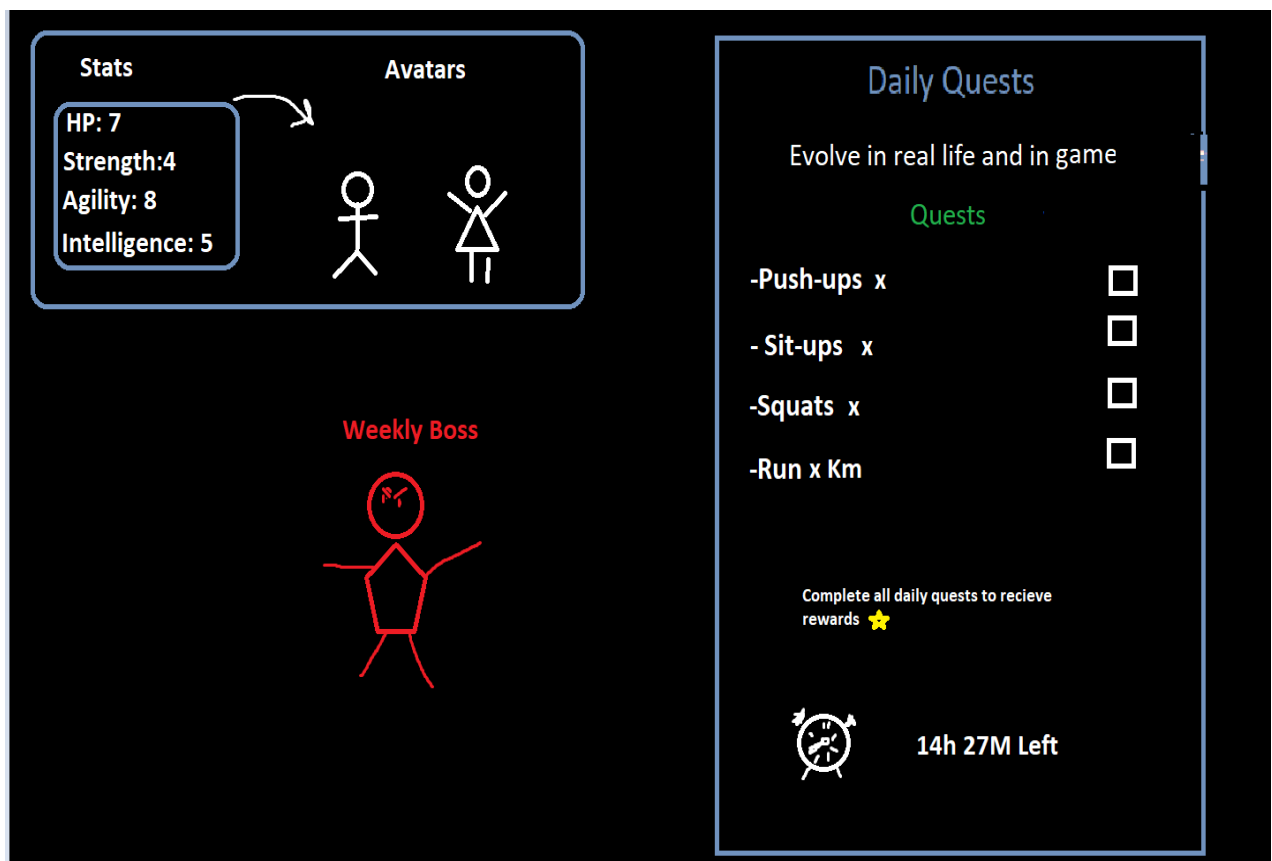 Stats
Avatars
HP: 7
Strength:4
Agility: 8
Intelligence: 5
Weekly Boss
Daily Quests
Evolve in real life and in game
Quests
-Push-ups x
- Sit-ups x
-Squats x
-Run x Km
Complete all daily quests to recieve
rewards
14h 27M Left